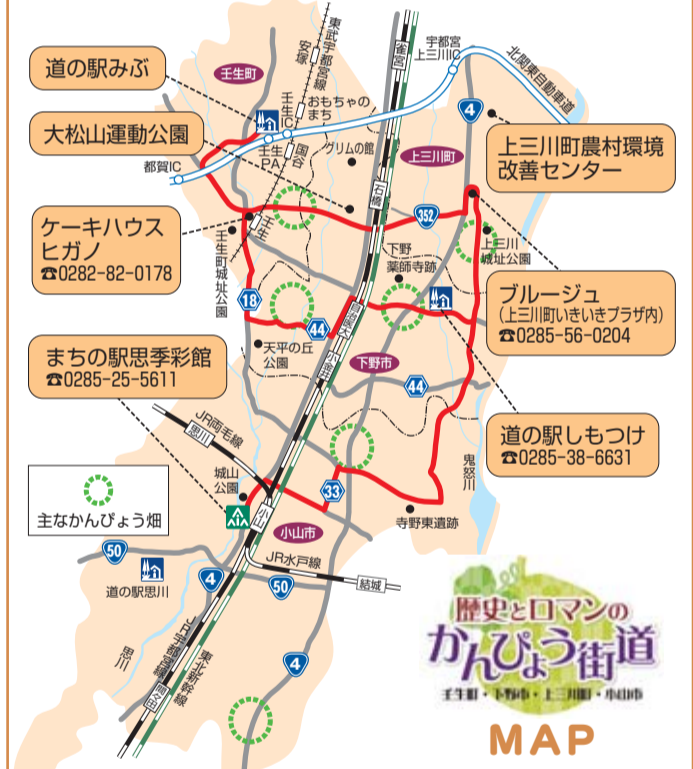 道の駅みぶ
大松山運動公園
ケーキハウス
ヒガノ
☎0282-82-0178
まちの駅思季彩館
☎0285-25-5611
主なかんぴょう畑
上三川町農村環境
改善センター
ブルージュ
(上三川町いきいきプラザ内)
☎0285-56-0204
道の駅しもつけ
☎0285-38-6631
壬生町
東武宇都宮線
安塚
おもちゃの
まち
壬生IC
壬生
PA
国谷
都賀IC
グリムの館
雀宮
宇都宮
上三川IC
北関東自動車道
4
上三川町
石橋
352
壬生
壬生町城址公園
上三川
城址公園
下野
薬師寺跡
18
44
自治医大
天平の丘
公園
小金井
下野市
44
鬼怒川
JR両毛線
思川
城山
公園
33
小山
小山市
寺野東遺跡
50
道の駅思川
4
JR水戸線
50
結城
思川
JR宇都宮線
間々田
東北新幹線
4
歴史とロマンの
かんぴょう街道
壬生町・下野市・上三川町・小山市
MAP